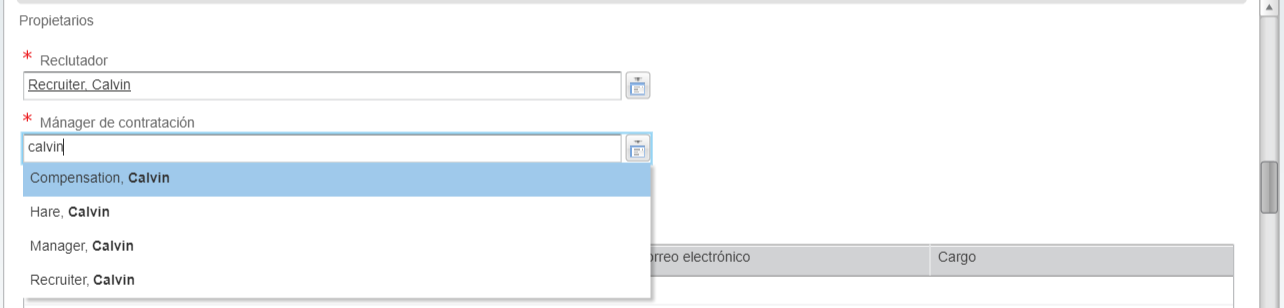 Propietarios
* Reclutador
Recruiter, Calvin
* Mánager de contratación
calvin
Compensation, Calvin
Hare, Calvin
Manager, Calvin
orreo electrónico Cargo
Recruiter, Calvin